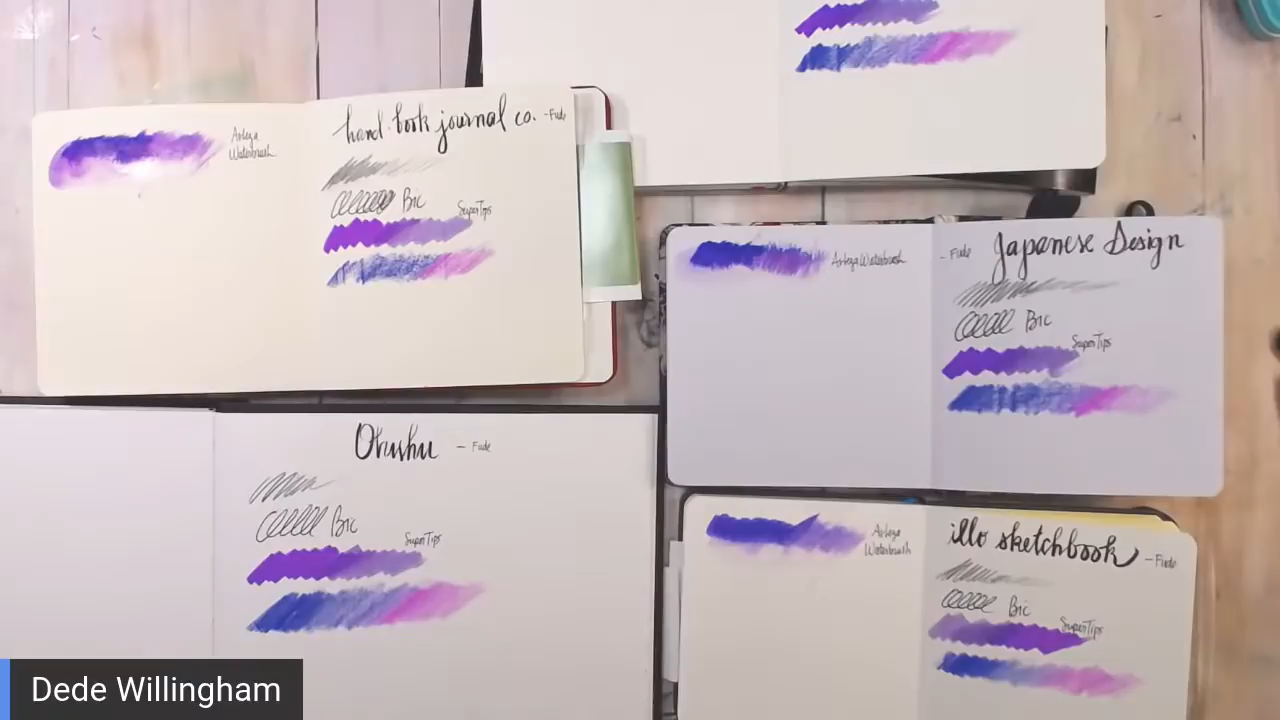 hand·book journal co. - Fude
Arteza
Waterbrush
Bic
SuperTips
Japanese Design
- Fude
Arteza Waterbrush
Bic
SuperTips
Ohuhu - Fude
Bic
SuperTips
illo sketchbook - Fude
Arteza
Waterbrush
Bic
SuperTips
Dede Willingham